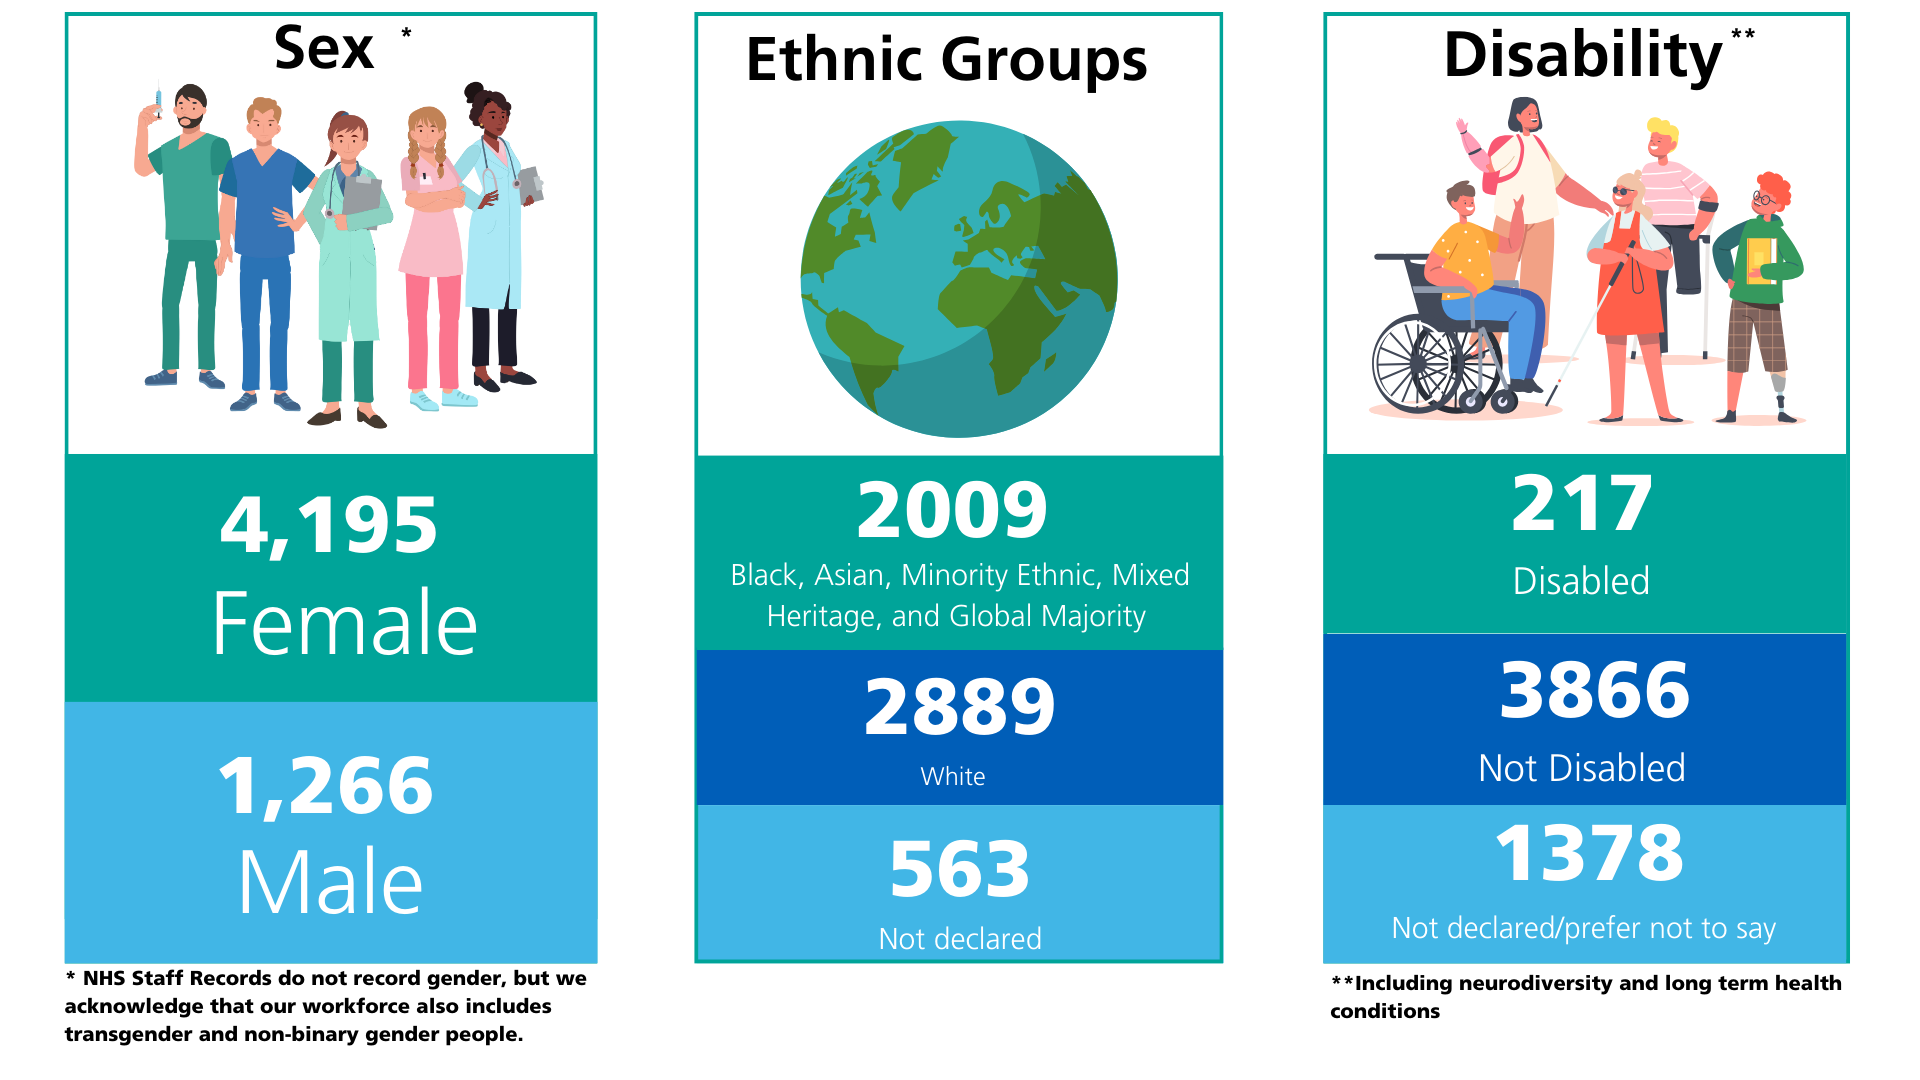 Sex *
4,195
Female
1,266
Male
* NHS Staff Records do not record gender, but we
acknowledge that our workforce also includes
transgender and non-binary gender people.
Ethnic Groups
2009
Black, Asian, Minority Ethnic, Mixed
Heritage, and Global Majority
2889
White
563
Not declared
Disability**
217
Disabled
3866
Not Disabled
1378
Not declared/prefer not to say
**Including neurodiversity and long term health
conditions